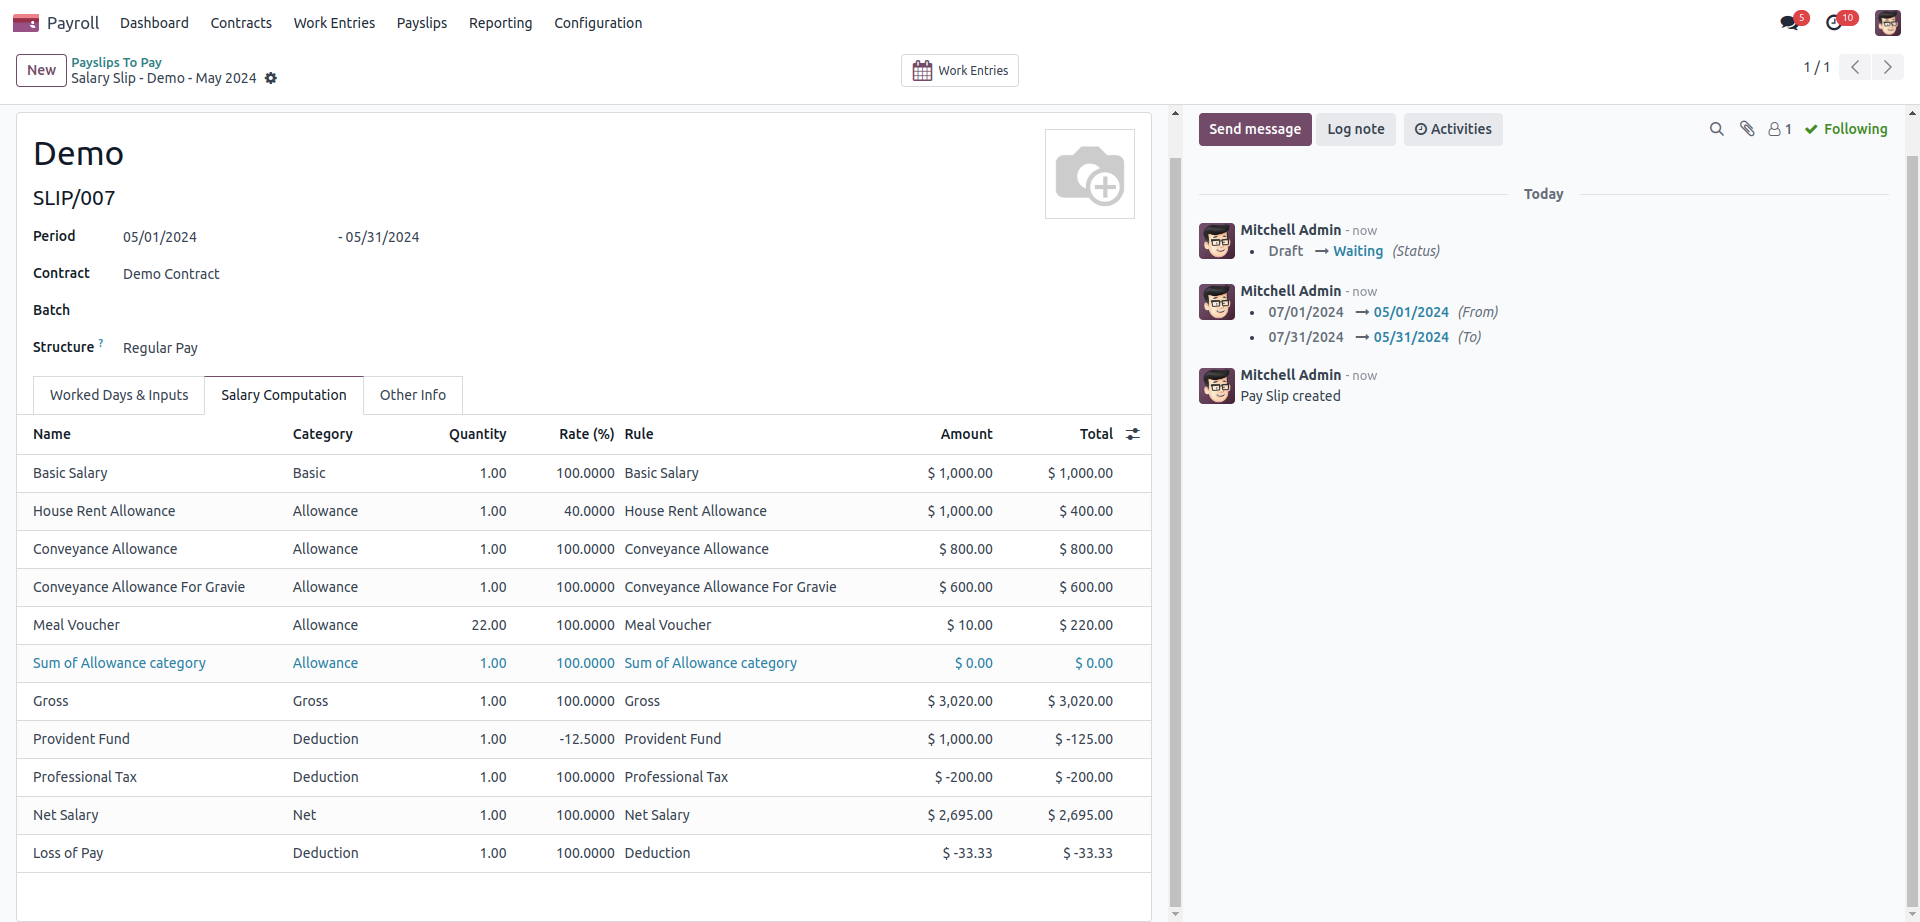 Payroll Dashboard Contracts Work Entries Payslips Reporting Configuration 5 10
New Payslips To Pay
Salary Slip - Demo - May 2024
Work Entries
1 / 1
Demo
SLIP/007
Period 05/01/2024 - 05/31/2024
Contract Demo Contract
Batch
Structure ? Regular Pay
Worked Days & Inputs Salary Computation Other Info
Name Category Quantity Rate (%) Rule Amount Total
Basic Salary Basic 1.00 100.0000 Basic Salary $ 1,000.00 $ 1,000.00
House Rent Allowance Allowance 1.00 40.0000 House Rent Allowance $ 1,000.00 $ 400.00
Conveyance Allowance Allowance 1.00 100.0000 Conveyance Allowance $ 800.00 $ 800.00
Conveyance Allowance For Gravie Allowance 1.00 100.0000 Conveyance Allowance For Gravie $ 600.00 $ 600.00
Meal Voucher Allowance 22.00 100.0000 Meal Voucher $ 10.00 $ 220.00
Sum of Allowance category Allowance 1.00 100.0000 Sum of Allowance category $ 0.00 $ 0.00
Gross Gross 1.00 100.0000 Gross $ 3,020.00 $ 3,020.00
Provident Fund Deduction 1.00 -12.5000 Provident Fund $ 1,000.00 $ -125.00
Professional Tax Deduction 1.00 100.0000 Professional Tax $ -200.00 $ -200.00
Net Salary Net 1.00 100.0000 Net Salary $ 2,695.00 $ 2,695.00
Loss of Pay Deduction 1.00 100.0000 Deduction $ -33.33 $ -33.33
Send message Log note Activities 1 Following
Today
Mitchell Admin - now
• Draft → Waiting (Status)
Mitchell Admin - now
• 07/01/2024 → 05/01/2024 (From)
• 07/31/2024 → 05/31/2024 (To)
Mitchell Admin - now
Pay Slip created